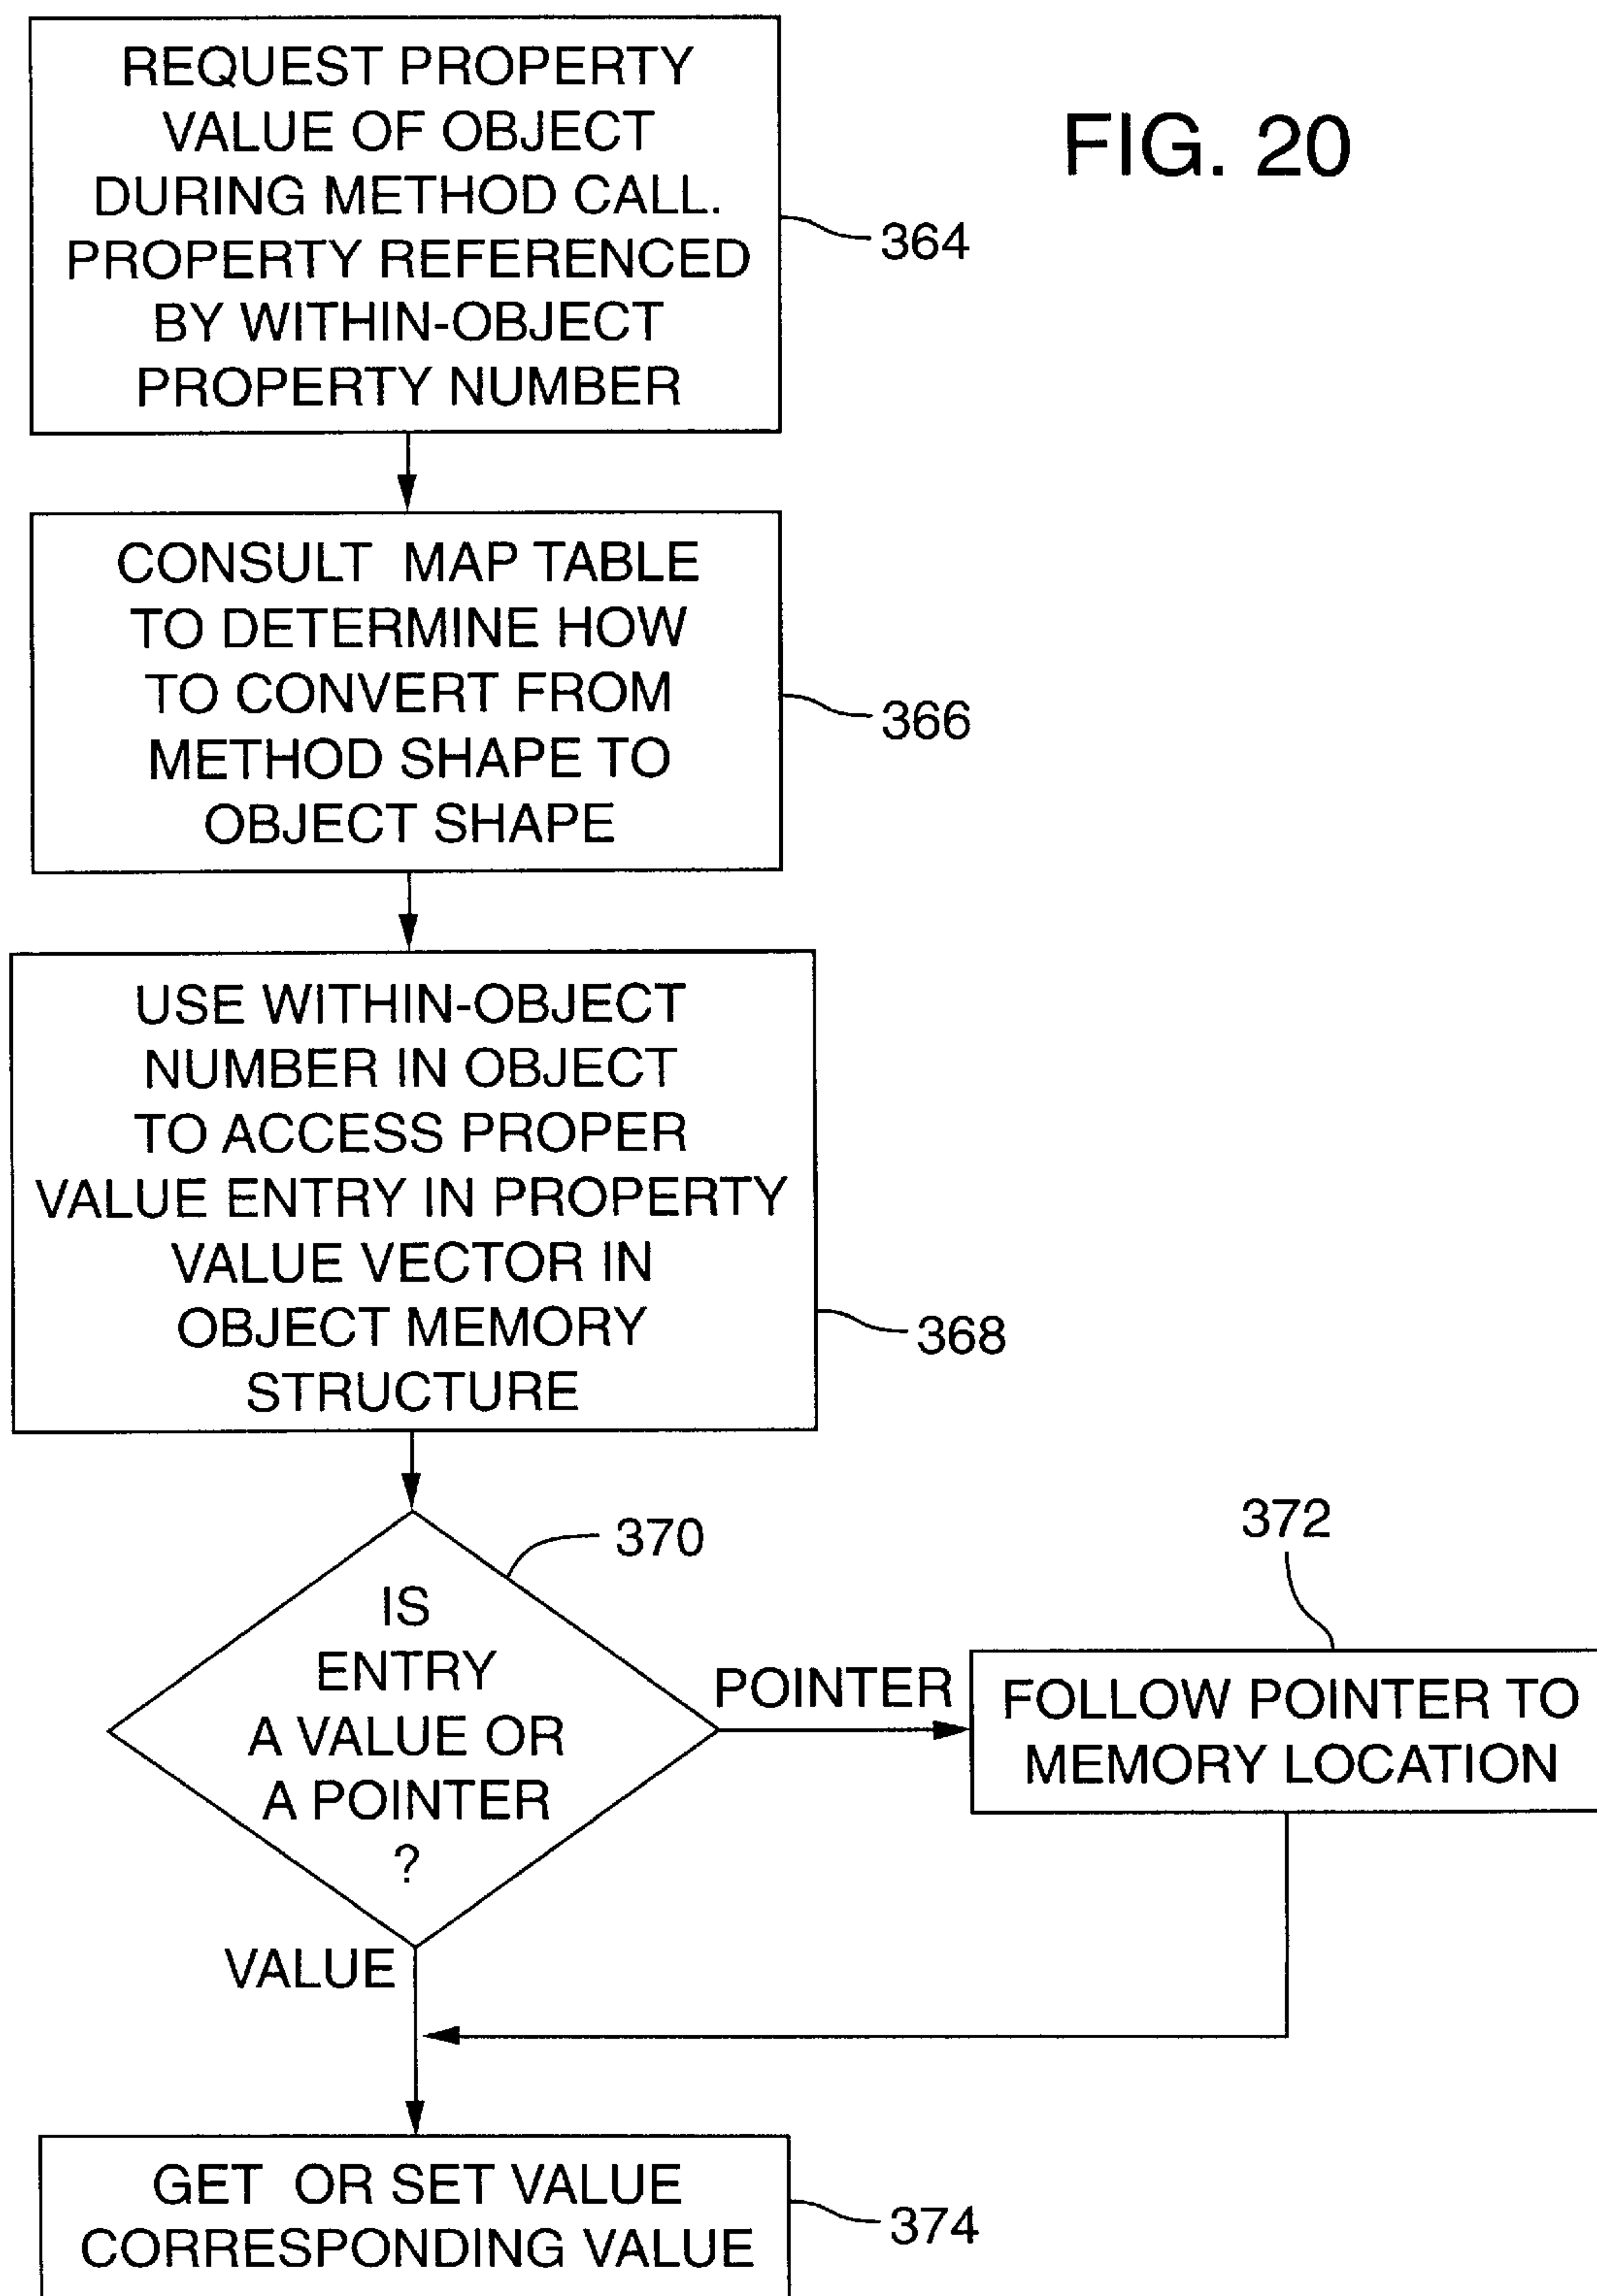 REQUEST PROPERTY
VALUE OF OBJECT
DURING METHOD CALL.
PROPERTY REFERENCED
BY WITHIN-OBJECT
PROPERTY NUMBER
FIG. 20
364
CONSULT MAP TABLE
TO DETERMINE HOW
TO CONVERT FROM
METHOD SHAPE TO
OBJECT SHAPE
366
USE WITHIN-OBJECT
NUMBER IN OBJECT
TO ACCESS PROPER
VALUE ENTRY IN PROPERTY
VALUE VECTOR IN
OBJECT MEMORY
STRUCTURE
368
370
IS
ENTRY
A VALUE OR
A POINTER
?
POINTER
372
FOLLOW POINTER TO
MEMORY LOCATION
VALUE
GET OR SET VALUE
CORRESPONDING VALUE
374